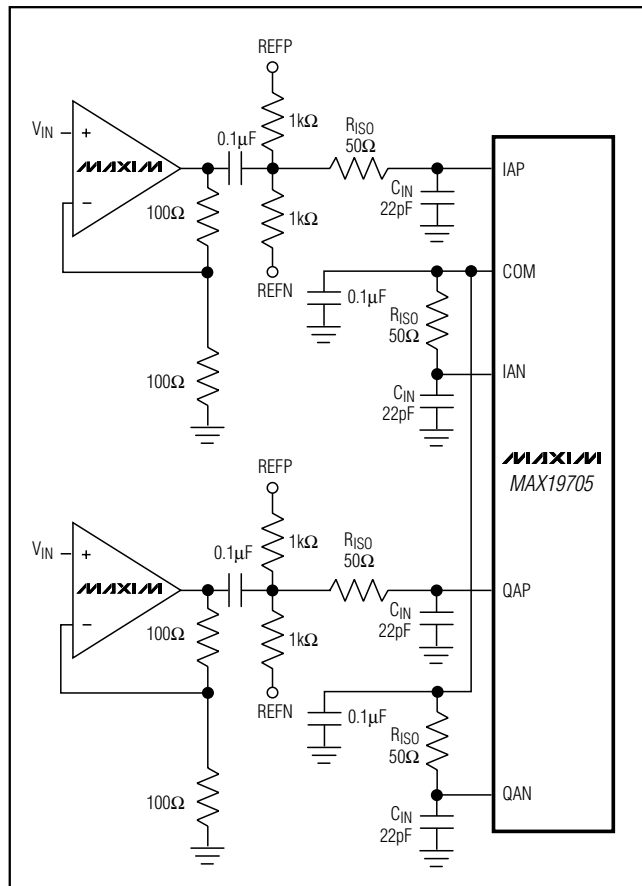 REFP
VIN
+
MAXIM
−
0.1µF
1kΩ
RISO
50Ω
IAP
CIN
22pF
100Ω
1kΩ
REFN
COM
0.1µF
RISO
50Ω
100Ω
IAN
CIN
22pF
MAXIM
MAX19705
REFP
VIN
+
MAXIM
−
0.1µF
1kΩ
RISO
50Ω
QAP
CIN
22pF
100Ω
1kΩ
REFN
0.1µF
RISO
50Ω
100Ω
QAN
CIN
22pF